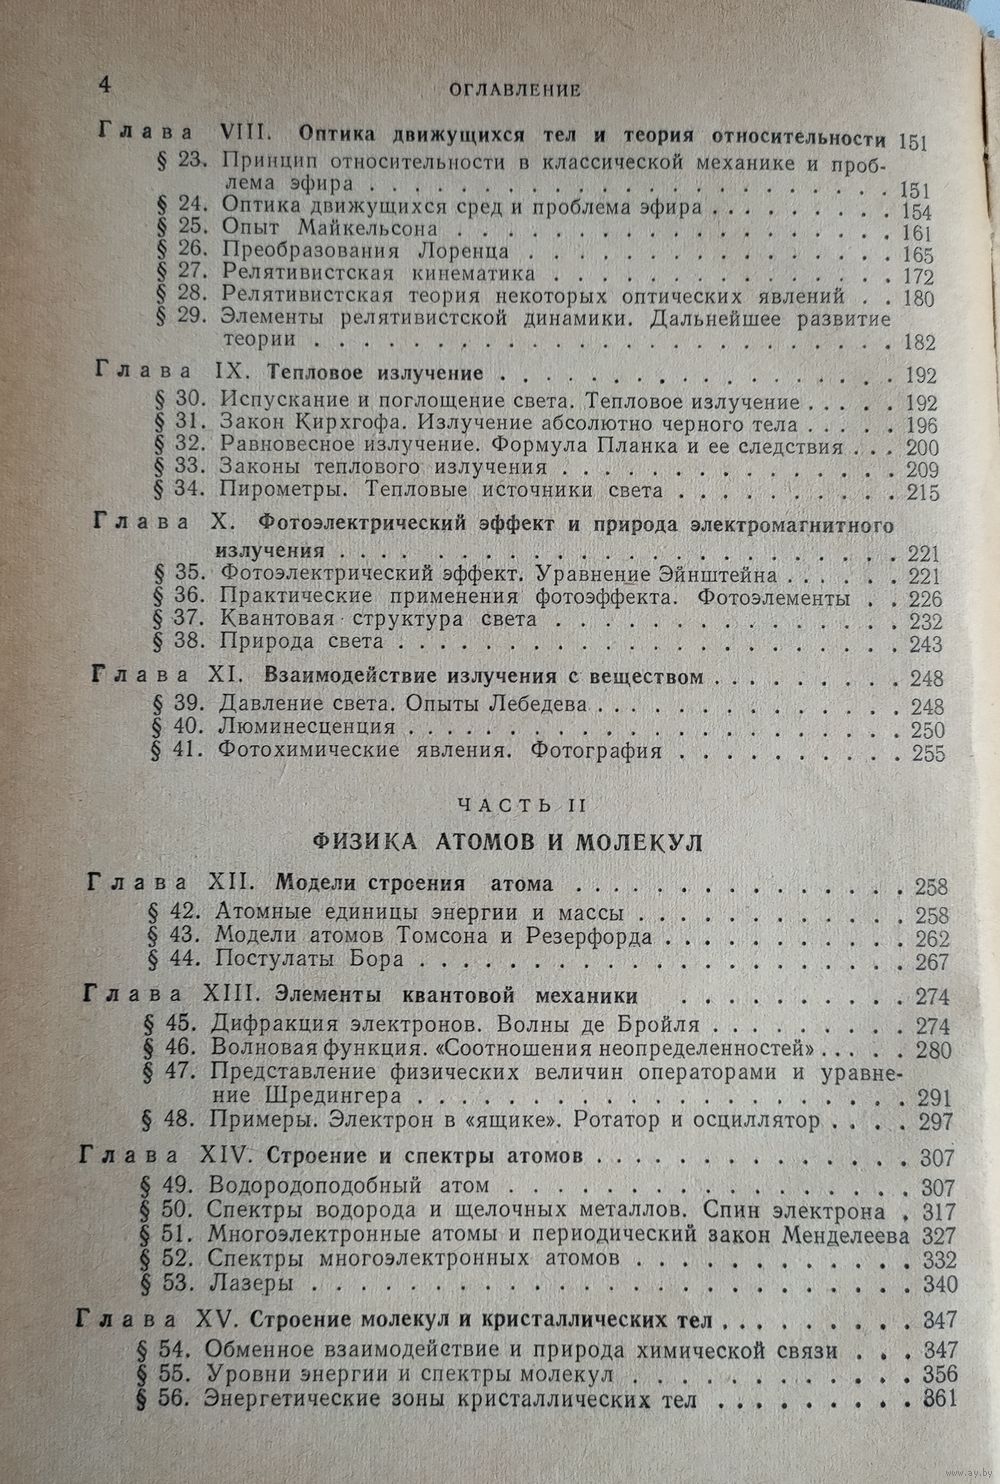 4
ОГЛАВЛЕНИЕ
Глава VIII. Оптика движущихся тел и теория относительности 151
§ 23. Принцип относительности в классической механике и проб-
лема эфира . . . . . . . . . . . . . . . . . . . . . . . 151
§ 24. Оптика движущихся сред и проблема эфира . . . . . . . . . 154
§ 25. Опыт Майкельсона . . . . . . . . . . . . . . . . . . . 161
§ 26. Преобразования Лоренца . . . . . . . . . . . . . . . . 165
§ 27. Релятивистская кинематика . . . . . . . . . . . . . . . 172
§ 28. Релятивистская теория некоторых оптических явлений . . 180
§ 29. Элементы релятивистской динамики. Дальнейшее развитие
теории . . . . . . . . . . . . . . . . . . . . . . . . . 182
Глава IX. Тепловое излучение . . . . . . . . . . . . . . . . . 192
§ 30. Испускание и поглощение света. Тепловое излучение . . . . . 192
§ 31. Закон Кирхгофа. Излучение абсолютно черного тела . . . . . 196
§ 32. Равновесное излучение. Формула Планка и ее следствия . . . 200
§ 33. Законы теплового излучения . . . . . . . . . . . . . . . 209
§ 34. Пирометры. Тепловые источники света . . . . . . . . . . 215
Глава X. Фотоэлектрический эффект и природа электромагнитного
излучения . . . . . . . . . . . . . . . . . . . . . . . . 221
§ 35. Фотоэлектрический эффект. Уравнение Эйнштейна . . . . . . 221
§ 36. Практические применения фотоэффекта. Фотоэлементы . . 226
§ 37. Квантовая структура света . . . . . . . . . . . . . . . 232
§ 38. Природа света . . . . . . . . . . . . . . . . . . . . . 243
Глава XI. Взаимодействие излучения с веществом . . . . . . . . . 248
§ 39. Давление света. Опыты Лебедева . . . . . . . . . . . . . . 248
§ 40. Люминесценция . . . . . . . . . . . . . . . . . . . . . 250
§ 41. Фотохимические явления. Фотография . . . . . . . . . . 255
ЧАСТЬ II
ФИЗИКА АТОМОВ И МОЛЕКУЛ
Глава XII. Модели строения атома . . . . . . . . . . . . . . . 258
§ 42. Атомные единицы энергии и массы . . . . . . . . . . . . 258
§ 43. Модели атомов Томсона и Резерфорда . . . . . . . . . . . 262
§ 44. Постулаты Бора . . . . . . . . . . . . . . . . . . . . . 267
Глава XIII. Элементы квантовой механики . . . . . . . . . . 274
§ 45. Дифракция электронов. Волны де Бройля . . . . . . . . . 274
§ 46. Волновая функция. «Соотношения неопределенностей» . . . . . 280
§ 47. Представление физических величин операторами и уравне-
ние Шредингера . . . . . . . . . . . . . . . . . . . . . 291
§ 48. Примеры. Электрон в «ящике». Ротатор и осциллятор . . . . 297
Глава XIV. Строение и спектры атомов . . . . . . . . . . . . . . 307
§ 49. Водородоподобный атом . . . . . . . . . . . . . . . . . 307
§ 50. Спектры водорода и щелочных металлов. Спин электрона . 317
§ 51. Многоэлектронные атомы и периодический закон Менделеева 327
§ 52. Спектры многоэлектронных атомов . . . . . . . . . . . . 332
§ 53. Лазеры . . . . . . . . . . . . . . . . . . . . . . . . . 340
Глава XV. Строение молекул и кристаллических тел . . . . . . . . . 347
§ 54. Обменное взаимодействие и природа химической связи . . . 347
§ 55. Уровни энергии и спектры молекул . . . . . . . . . . . . 356
§ 56. Энергетические зоны кристаллических тел . . . . . . . . . 361
www.ay.by